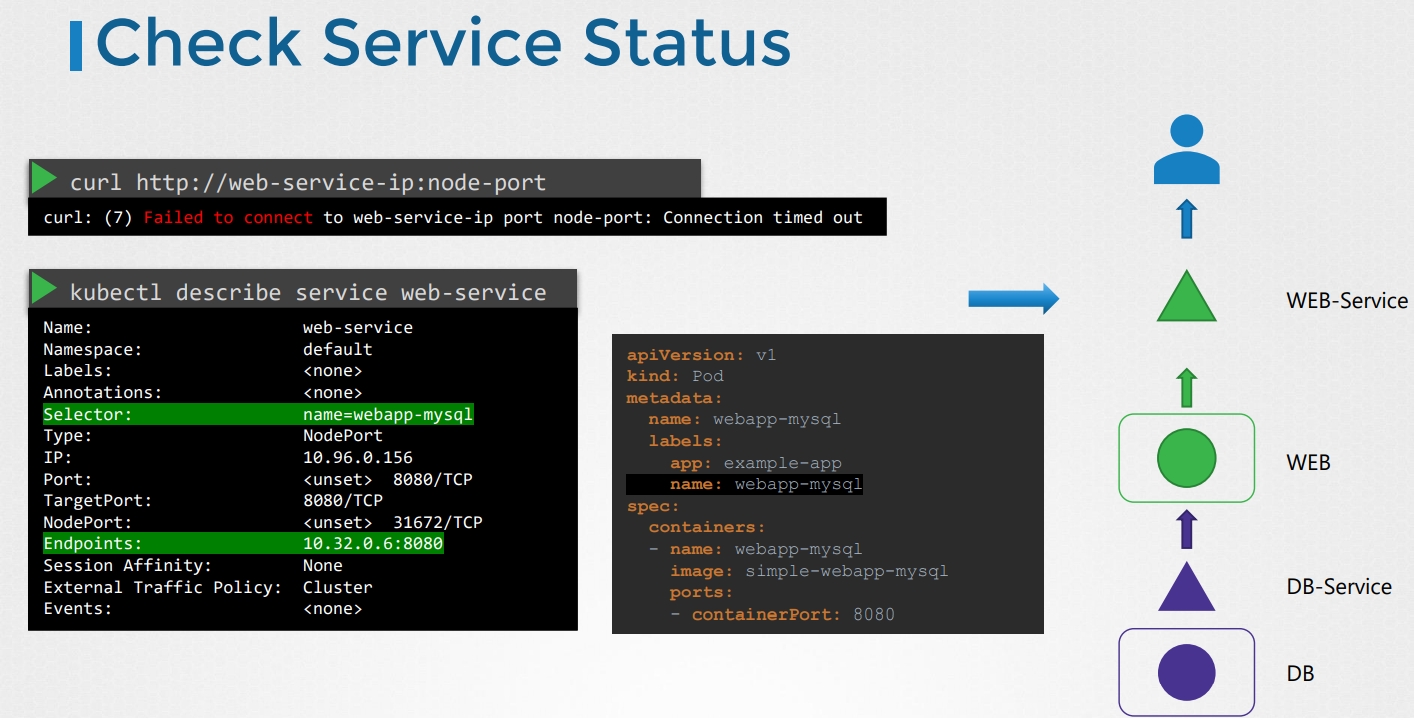 Check Service Status
curl http://web-service-ip:node-port
curl: (7) Failed to connect to web-service-ip port node-port: Connection timed out
kubectl describe service web-service
Name: web-service
Namespace: default
Labels: <none>
Annotations: <none>
Selector: name=webapp-mysql
Type: NodePort
IP: 10.96.0.156
Port: <unset> 8080/TCP
TargetPort: 8080/TCP
NodePort: <unset> 31672/TCP
Endpoints: 10.32.0.6:8080
Session Affinity: None
External Traffic Policy: Cluster
Events: <none>
apiVersion: v1
kind: Pod
metadata:
  name: webapp-mysql
  labels:
    app: example-app
    name: webapp-mysql
spec:
  containers:
  - name: webapp-mysql
    image: simple-webapp-mysql
    ports:
    - containerPort: 8080
WEB-Service
WEB
DB-Service
DB